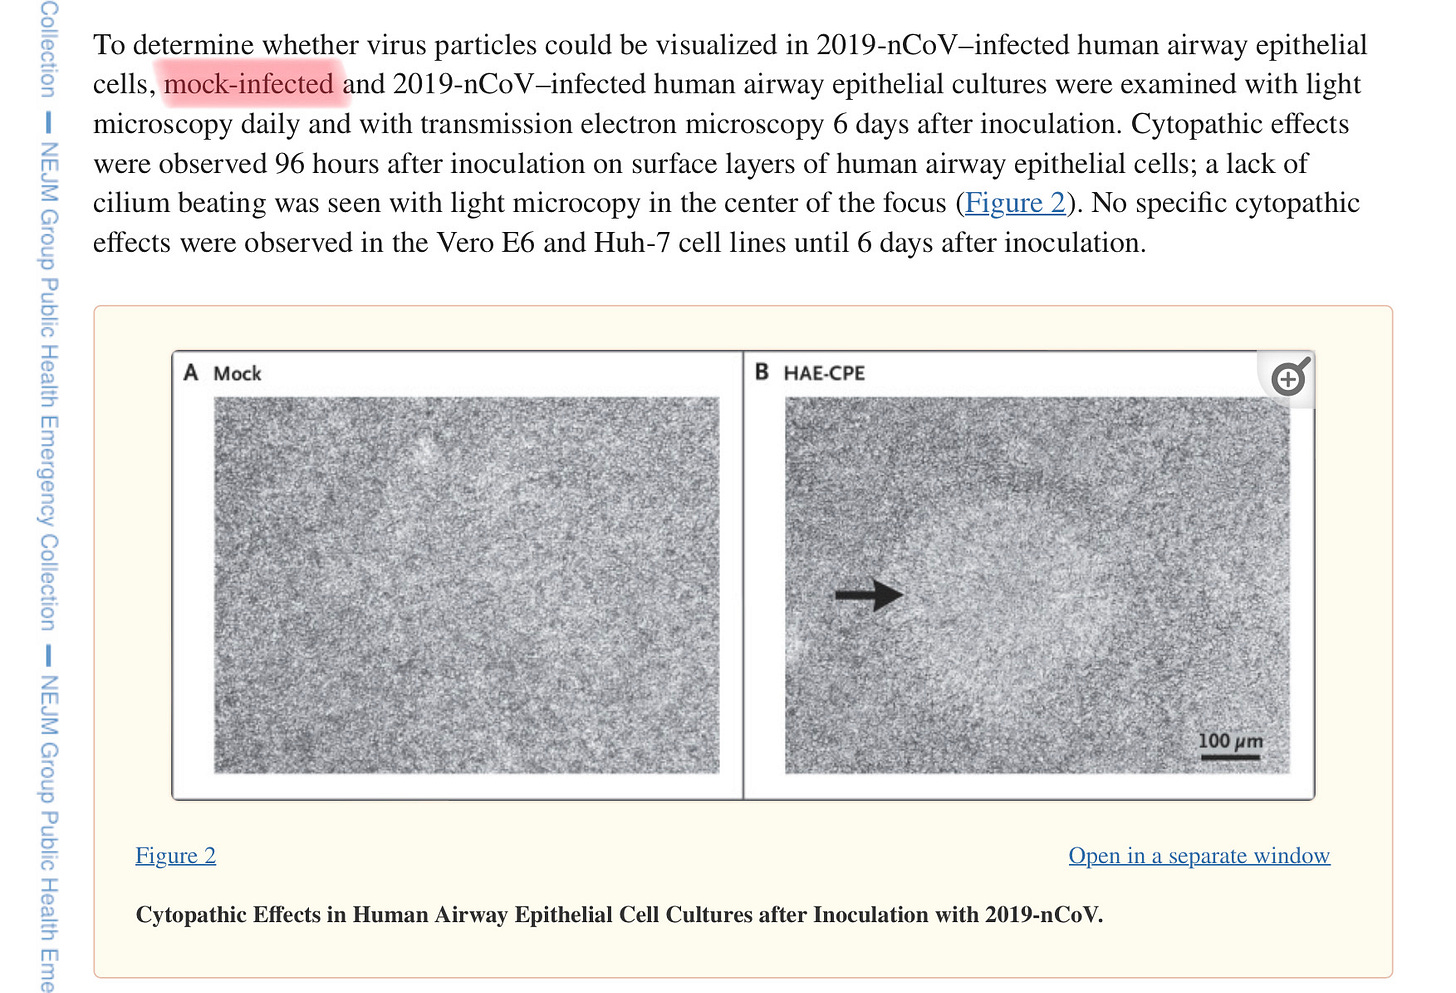 Collection — NEJM Group Public Health Emergency Collection — NEJM Group Public Health Eme
To determine whether virus particles could be visualized in 2019-nCoV–infected human airway epithelial
cells, mock-infected and 2019-nCoV–infected human airway epithelial cultures were examined with light
microscopy daily and with transmission electron microscopy 6 days after inoculation. Cytopathic effects
were observed 96 hours after inoculation on surface layers of human airway epithelial cells; a lack of
cilium beating was seen with light microcopy in the center of the focus (Figure 2). No specific cytopathic
effects were observed in the Vero E6 and Huh-7 cell lines until 6 days after inoculation.
A Mock
B HAE-CPE
100 µm
Figure 2
Open in a separate window
Cytopathic Effects in Human Airway Epithelial Cell Cultures after Inoculation with 2019-nCoV.